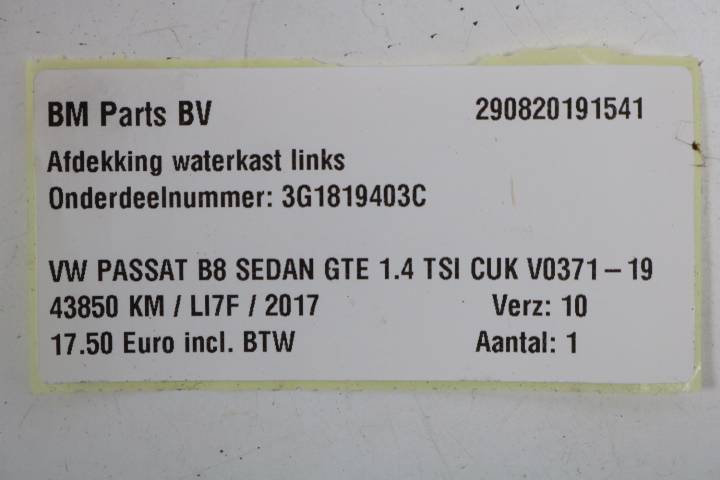 BM Parts BV 290820191541
Afdekking waterkast links
Onderdeelnummer: 3G1819403C
VW PASSAT B8 SEDAN GTE 1.4 TSI CUK V0371-19
43850 KM / LI7F / 2017 Verz: 10
17.50 Euro incl. BTW Aantal: 1